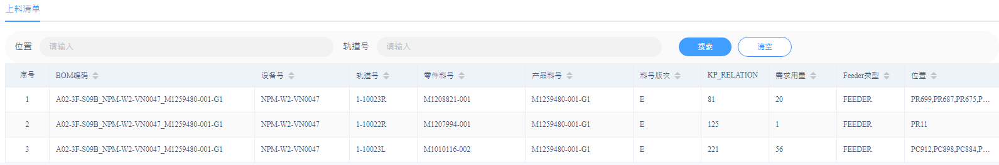 上料清单
位置 请输入 轨道号 请输入 搜索 清空
序号 BOM编码 设备号 轨道号 零件料号 产品料号 料号版次 KP_RELATION 需求用量 Feeder类型 位置
1 A02-3F-S09B_NPM-W2-VN0047_M1259480-001-G1 NPM-W2-VN0047 1-10023R M1208821-001 M1259480-001-G1 E 81 20 FEEDER PR699,PR687,PR675,P...
2 A02-3F-S09B_NPM-W2-VN0047_M1259480-001-G1 NPM-W2-VN0047 1-10022R M1207994-001 M1259480-001-G1 E 125 1 FEEDER PR11
3 A02-3F-S09B_NPM-W2-VN0047_M1259480-001-G1 NPM-W2-VN0047 1-10023L M1010116-002 M1259480-001-G1 E 221 56 FEEDER PC912,PC898,PC884,P...